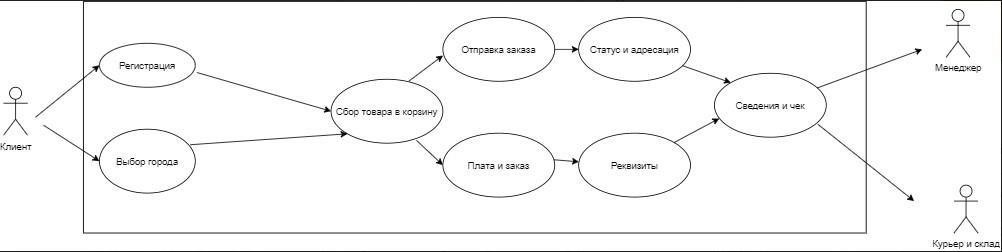 Клиент
Регистрация
Выбор города
Сбор товара в корзину
Отправка заказа
Статус и адресация
Плата и заказ
Реквизиты
Сведения и чек
Менеджер
Курьер и склад